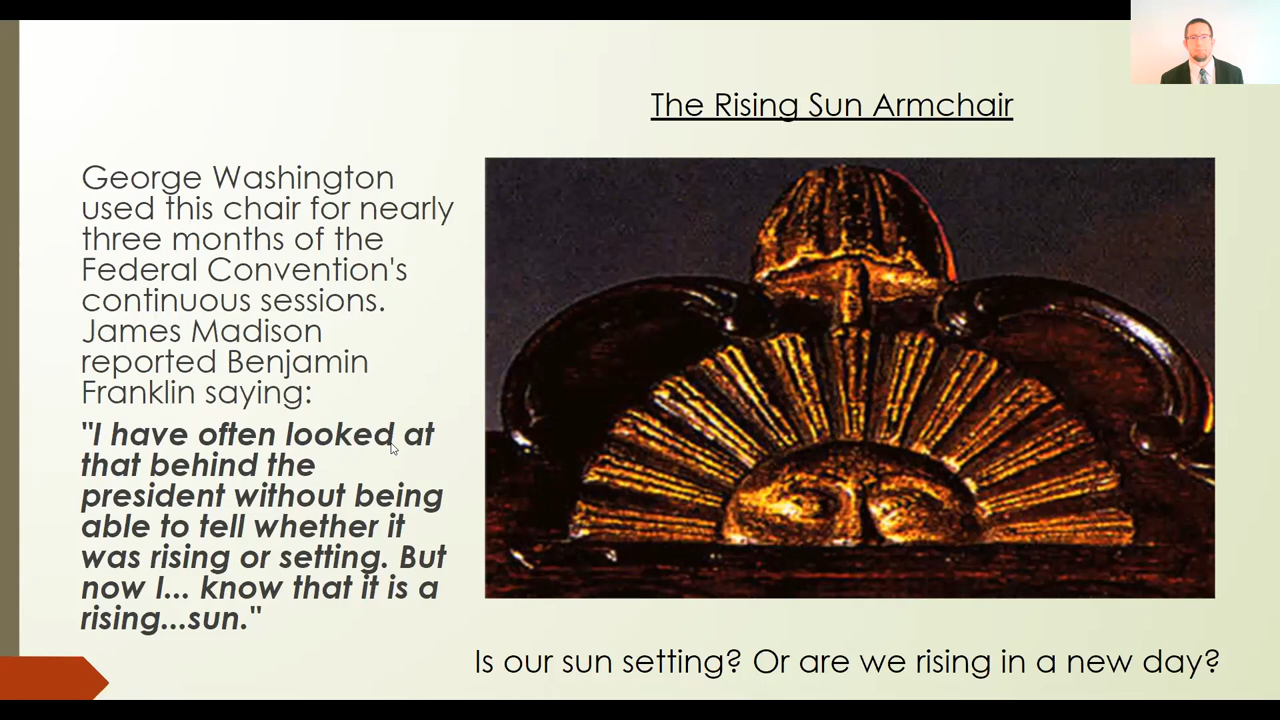 The Rising Sun Armchair
George Washington
used this chair for nearly
three months of the
Federal Convention's
continuous sessions.
James Madison
reported Benjamin
Franklin saying:
"I have often looked at
that behind the
president without being
able to tell whether it
was rising or setting. But
now I... know that it is a
rising...sun."
Is our sun setting? Or are we rising in a new day?